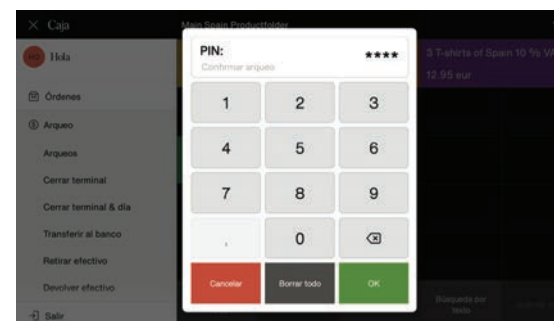 Caja
Main Spain Productfolder
Hola
Órdenes
Arqueo
Arqueos
Cerrar terminal
Cerrar terminal & día
Transferir al banco
Retirar efectivo
Devolver efectivo
Salir
PIN:
****
Confirmar arqueo
1 2 3
4 5 6
7 8 9
, 0
Cancelar Borrar todo OK
3 T-shirts of Spain 10 % VA
12.95 eur
Búsqueda por
texto